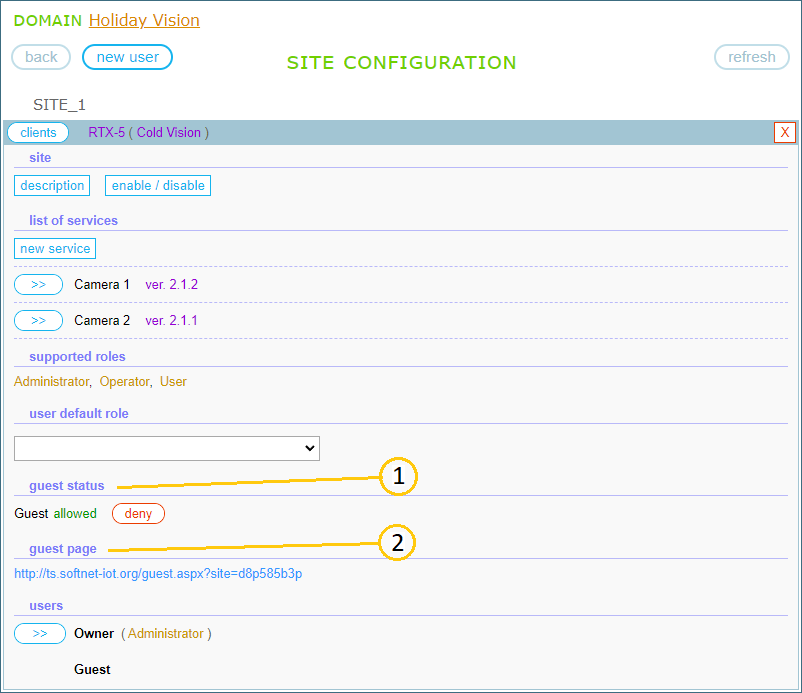 DOMAIN Holiday Vision
back new user SITE CONFIGURATION refresh
SITE_1
clients RTX-5 ( Cold Vision ) X
site
description enable / disable
list of services
new service
>> Camera 1 ver. 2.1.2
>> Camera 2 ver. 2.1.1
supported roles
Administrator, Operator, User
user default role
guest status 1
Guest allowed deny
guest page 2
http://ts.softnet-iot.org/guest.aspx?site=d8p585b3p
users
>> Owner ( Administrator )
Guest